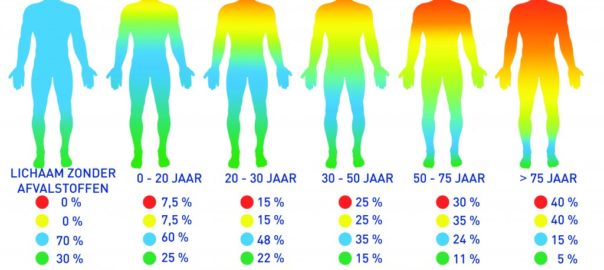 LICHAAM ZONDER
AFVALSTOFFEN
0 - 20 JAAR
20 - 30 JAAR
30 - 50 JAAR
50 - 75 JAAR
> 75 JAAR
0 % 7,5 % 15 % 25 % 30 % 40 %
0 % 7,5 % 15 % 25 % 35 % 40 %
70 % 60 % 48 % 35 % 24 % 15 %
30 % 25 % 22 % 15 % 11 % 5 %